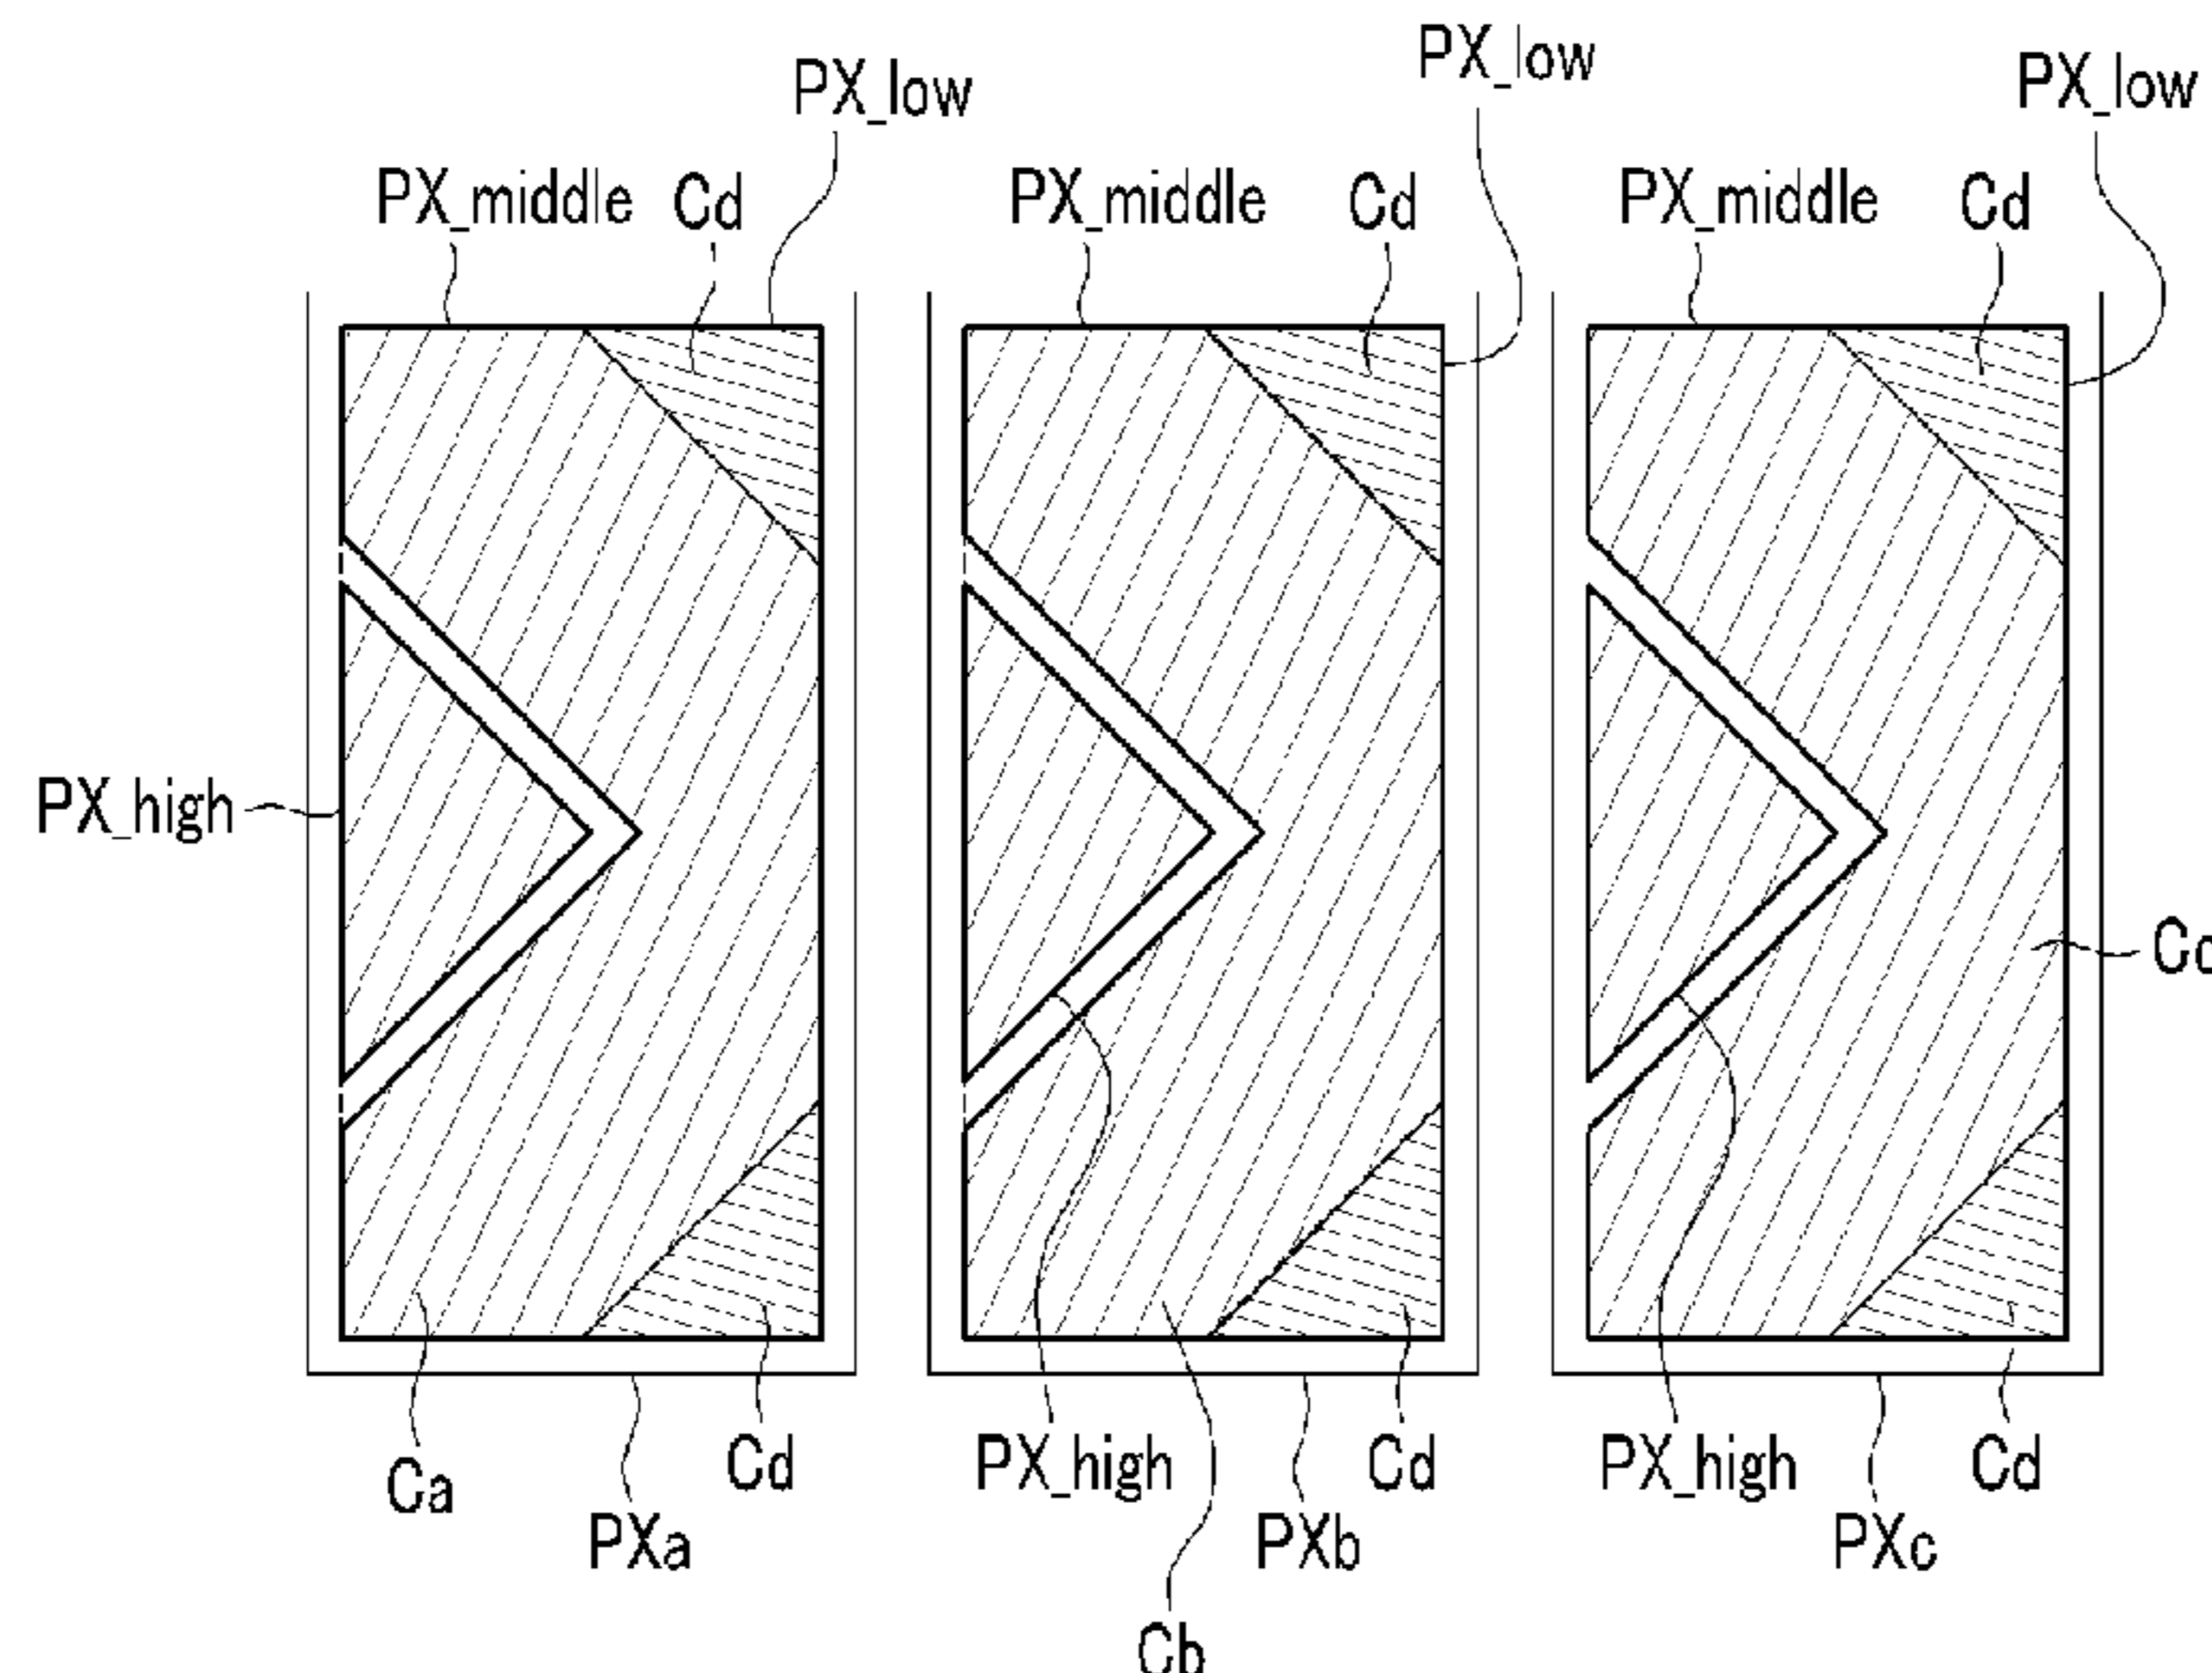 PX_low
PX_low
PX_low
PX_middle
Cd
PX_middle
Cd
PX_middle
Cd
PX_high
Cc
Ca
Cd
PX_high
Cd
PX_high
Cd
PXa
PXb
PXc
Cb